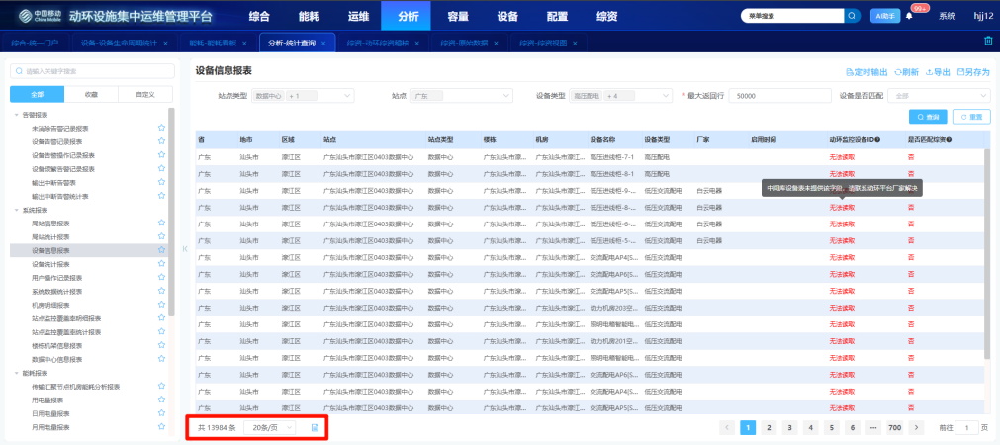 中国移动 China Mobile 动环设施集中运维管理平台 综合 能耗 运维 分析 容量 设备 配置 综资 菜单搜索 AI助手 99+ 系统 hjj12
综合-统一门户 设备-设备生命周期统计 × 能耗-能耗看板 × 分析-统计查询 × 综资-动环综资稽核 × 综资-原始数据 × 综资-综资视图 ×
请输入关键字搜索
全部 收藏 自定义
告警报表
未消除告警记录报表
设备告警记录报表
设备告警操作记录报表
设备频繁告警记录报表
输出中断告警表
输出中断告警统计表
系统报表
局站信息报表
局站统计报表
设备信息报表
设备统计报表
用户操作记录报表
系统数据统计报表
机房明细报表
站点监控覆盖率明细报表
站点监控覆盖率统计报表
楼栋机架信息报表
数据中心信息报表
能耗报表
传输汇聚节点机房能耗分析报表
用电量报表
日用电量报表
月用电量报表
设备信息报表 定时输出 刷新 导出 另存为
站点类型 数据中心 + 1 站点 广东 设备类型 高压配电 + 4 * 最大返回行 50000 设备是否匹配 全部
查询 重置
省 地市 区域 站点 站点类型 楼栋 机房 设备名称 设备类型 厂家 启用时间 动环监控设备ID 是否匹配综资
广东 汕头市 濠江区 广东汕头市濠江区0403数据中心 数据中心 广东汕头市濠... 广东汕头市濠江... 高压进线柜-7-1 高压配电 无法读取 否
广东 汕头市 濠江区 广东汕头市濠江区0403数据中心 数据中心 广东汕头市濠... 广东汕头市濠江... 高压进线柜-8-1 高压配电 无法读取 否
广东 汕头市 濠江区 广东汕头市濠江区0403数据中心 数据中心 广东汕头市濠... 广东汕头市濠江... 低压进线柜-9-... 低压交流配电 白云电器 否
中间库设备表未提供该字段，请联系动环平台厂家解决
广东 汕头市 濠江区 广东汕头市濠江区0403数据中心 数据中心 广东汕头市濠... 广东汕头市濠江... 低压进线柜-8-... 低压交流配电 白云电器 无法读取 否
广东 汕头市 濠江区 广东汕头市濠江区0403数据中心 数据中心 广东汕头市濠... 广东汕头市濠江... 低压进线柜-6-... 低压交流配电 白云电器 无法读取 否
广东 汕头市 濠江区 广东汕头市濠江区0403数据中心 数据中心 广东汕头市濠... 广东汕头市濠江... 低压进线柜-5-... 低压交流配电 白云电器 无法读取 否
广东 汕头市 濠江区 广东汕头市濠江区0403数据中心 数据中心 广东汕头市濠... 广东汕头市濠江... 交流配电AP4[S... 低压交流配电 无法读取 否
广东 汕头市 濠江区 广东汕头市濠江区0403数据中心 数据中心 广东汕头市濠... 广东汕头市濠江... 交流配电AP6[S... 低压交流配电 无法读取 否
广东 汕头市 濠江区 广东汕头市濠江区0403数据中心 数据中心 广东汕头市濠... 广东汕头市濠江... 交流配电AP5[S... 低压交流配电 无法读取 否
广东 汕头市 濠江区 广东汕头市濠江区0403数据中心 数据中心 广东汕头市濠... 广东汕头市濠江... 动力机房203空... 低压交流配电 无法读取 否
广东 汕头市 濠江区 广东汕头市濠江区0403数据中心 数据中心 广东汕头市濠... 广东汕头市濠江... 照明电柜智能电... 低压交流配电 无法读取 否
广东 汕头市 濠江区 广东汕头市濠江区0403数据中心 数据中心 广东汕头市濠... 广东汕头市濠江... 动力机房201空... 低压交流配电 无法读取 否
广东 汕头市 濠江区 广东汕头市濠江区0403数据中心 数据中心 广东汕头市濠... 广东汕头市濠江... 照明电柜智能电... 低压交流配电 无法读取 否
广东 汕头市 濠江区 广东汕头市濠江区0403数据中心 数据中心 广东汕头市濠... 广东汕头市濠江... 交流配电AP6[S... 低压交流配电 无法读取 否
广东 汕头市 濠江区 广东汕头市濠江区0403数据中心 数据中心 广东汕头市濠... 广东汕头市濠江... 交流配电AP4[S... 低压交流配电 无法读取 否
广东 汕头市 濠江区 广东汕头市濠江区0403数据中心 数据中心 广东汕头市濠... 广东汕头市濠江... 交流配电AP5[S... 低压交流配电 无法读取 否
共 13984 条 20条/页 1 2 3 4 5 6 ... 700 前往 1 页